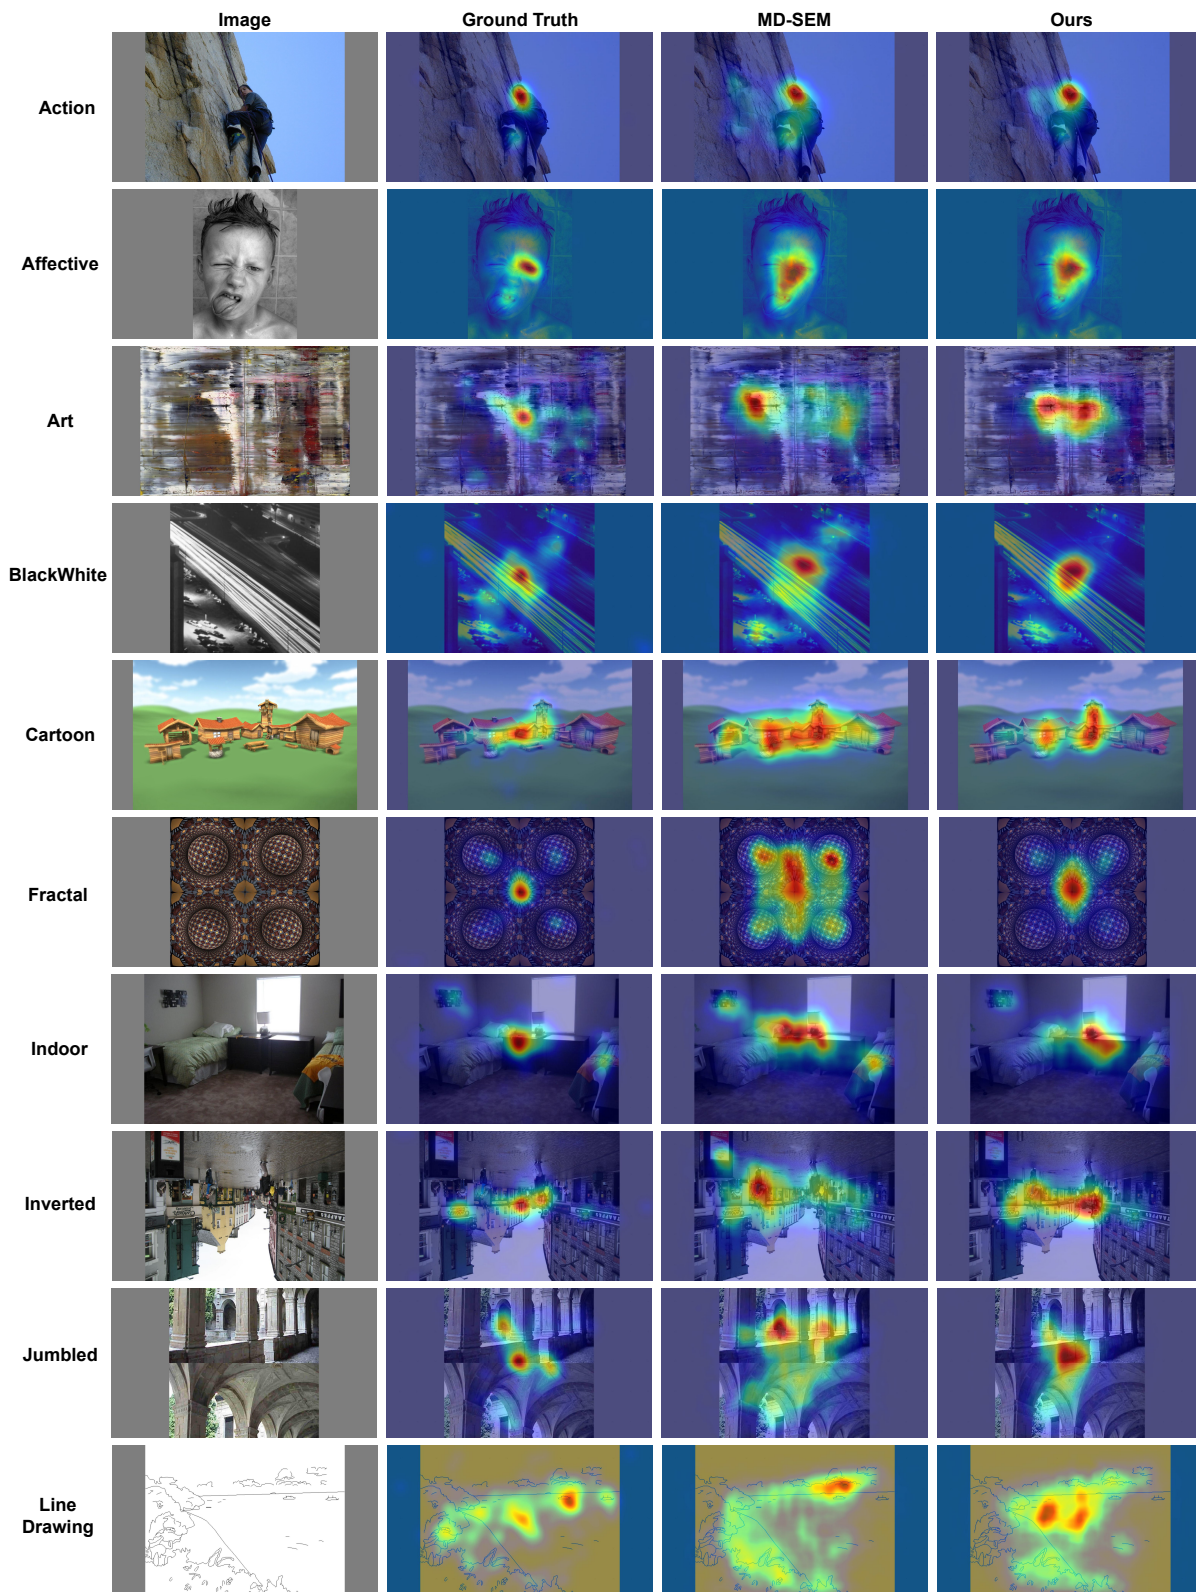 Image Ground Truth MD-SEM Ours
Action
Affective
Art
BlackWhite
Cartoon
Fractal
Indoor
Inverted
Jumbled
Line
Drawing